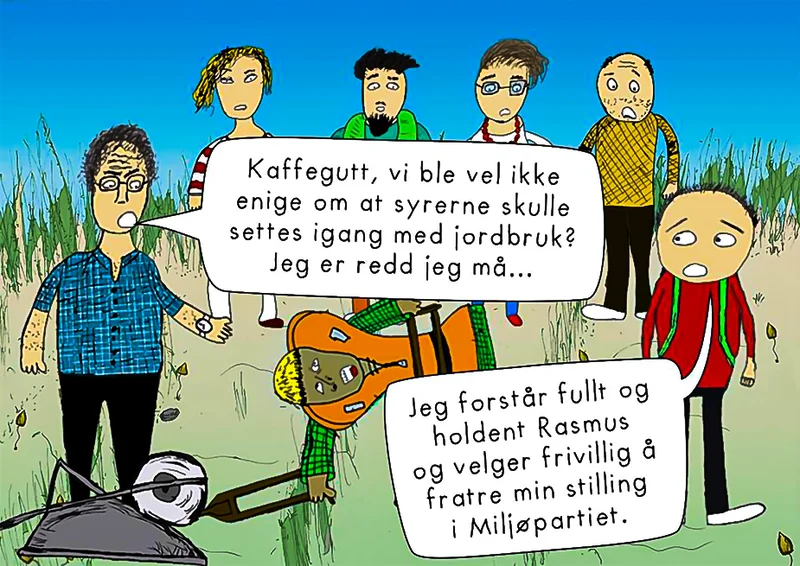 Kaffegutt, vi ble vel ikke
enige om at syrerne skulle
settes igang med jordbruk?
Jeg er redd jeg må...
Jeg forstår fullt og
holdent Rasmus
og velger frivillig å
fratre min stilling
i Miljøpartiet.